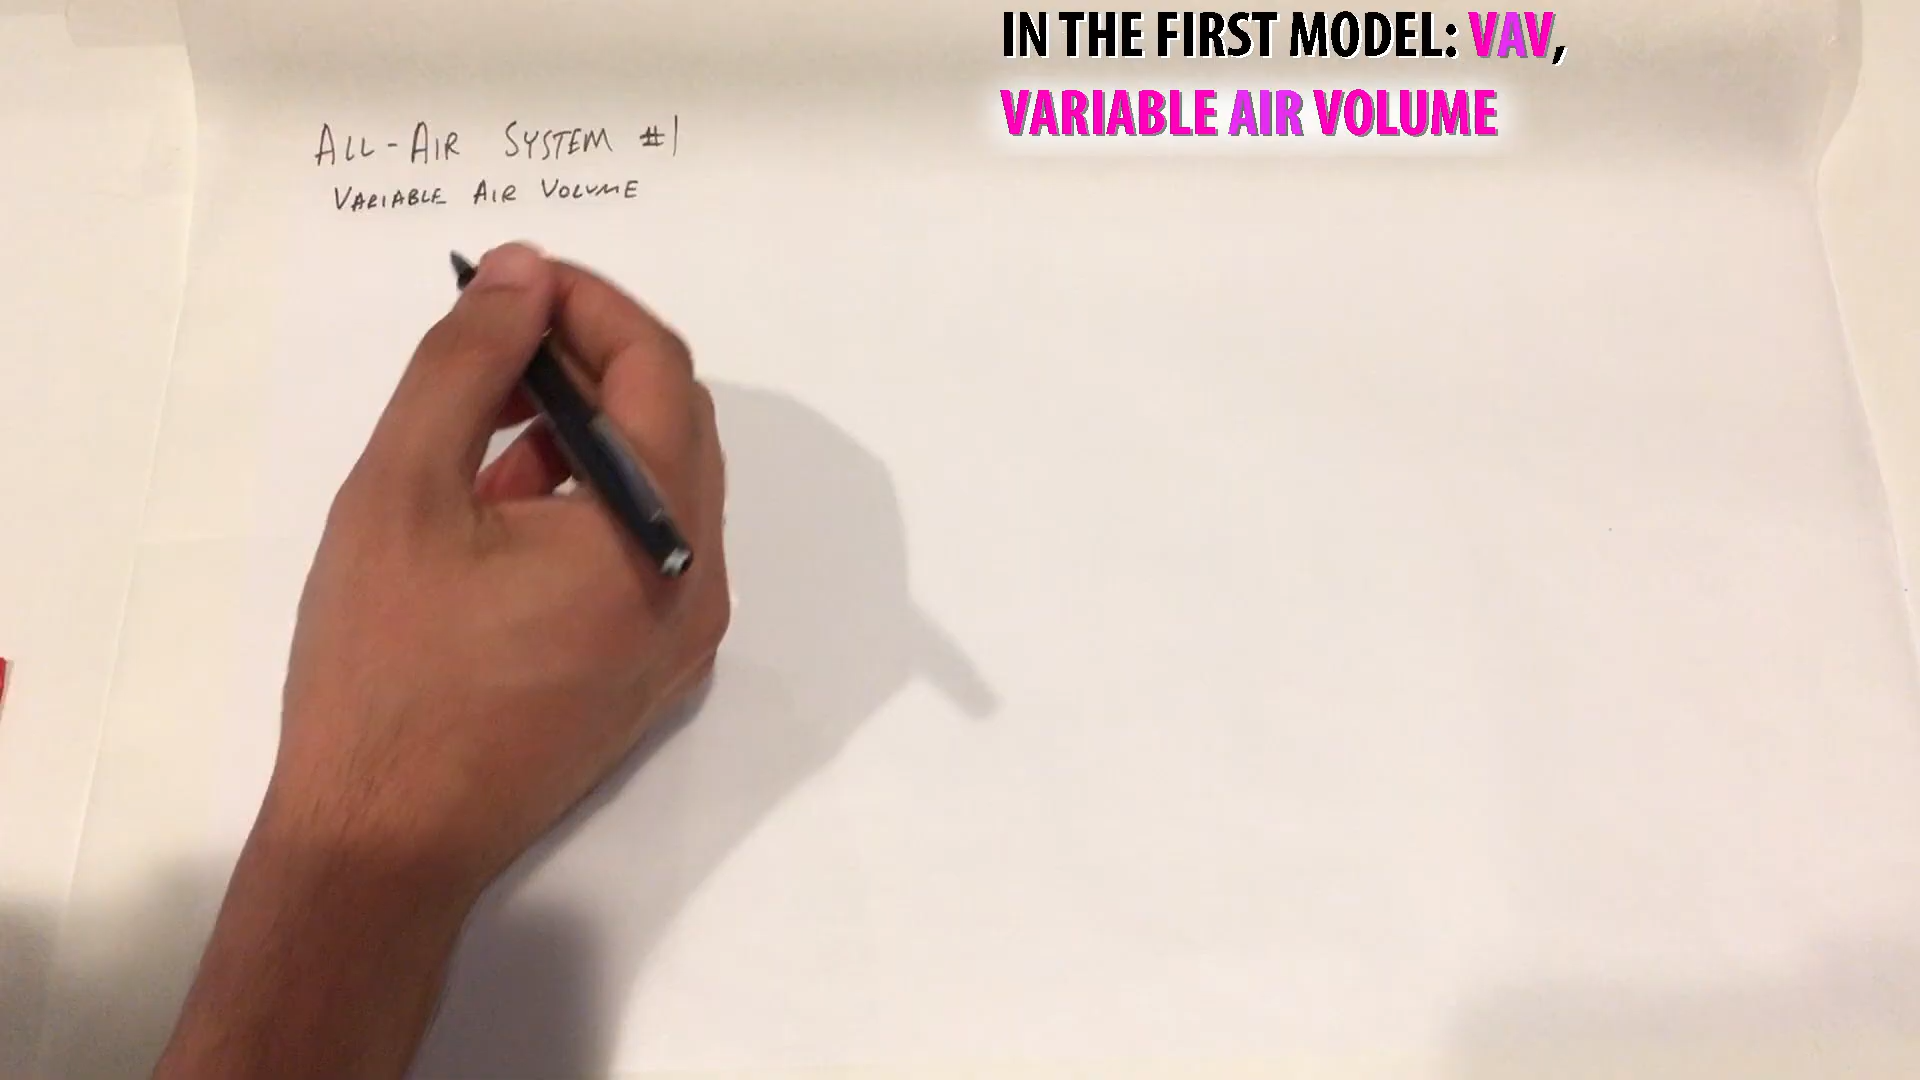 IN THE FIRST MODEL: VAV,
VARIABLE AIR VOLUME
ALL-AIR SYSTEM #1
VARIABLE AIR VOLUME